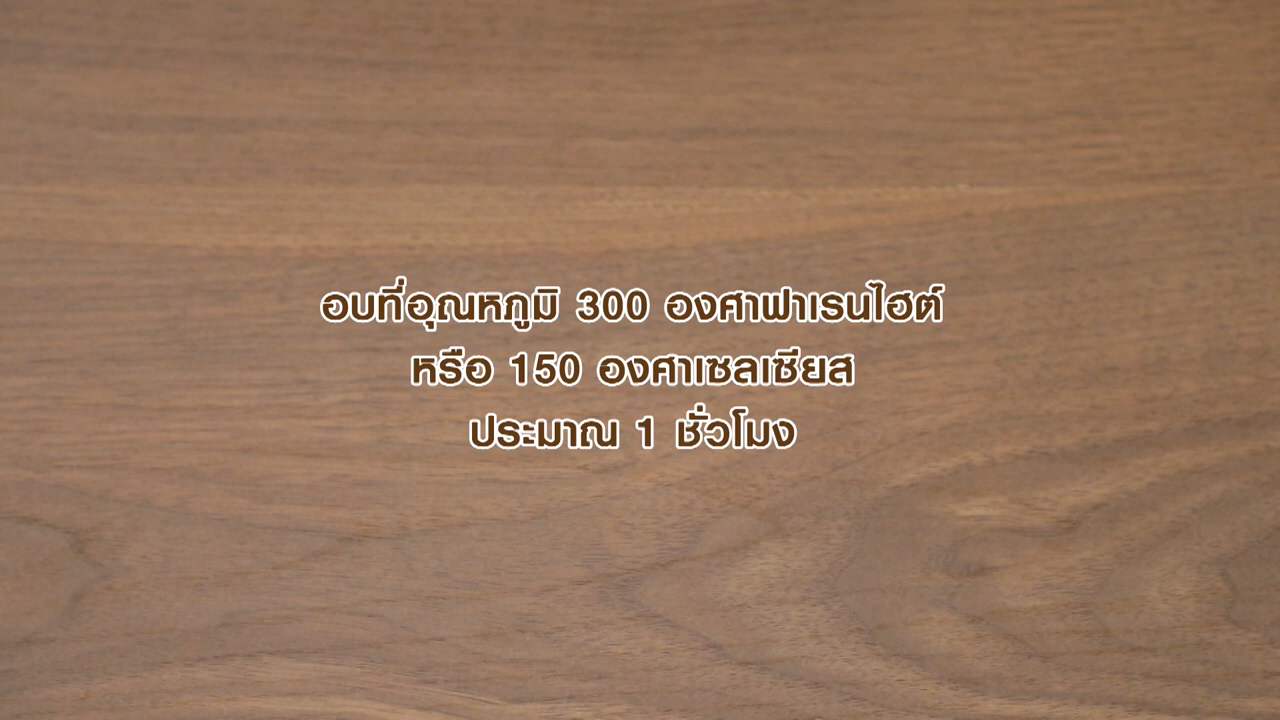 อบที่อุณหภูมิ 300 องศาฟาเรนไฮต์
หรือ 150 องศาเซลเซียส
ประมาณ 1 ชั่วโมง